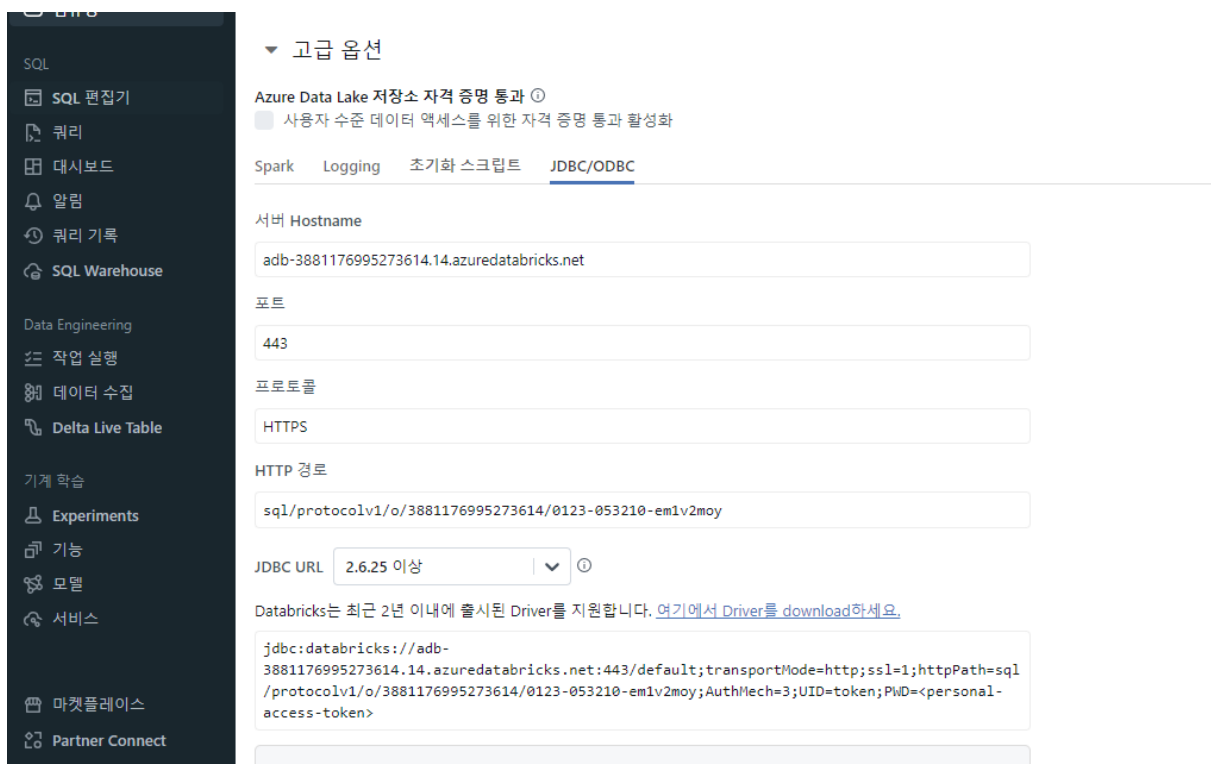 SQL
SQL 편집기
쿼리
대시보드
알림
쿼리 기록
SQL Warehouse
Data Engineering
작업 실행
데이터 수집
Delta Live Table
기계 학습
Experiments
기능
모델
서비스
마켓플레이스
Partner Connect
고급 옵션
Azure Data Lake 저장소 자격 증명 통과
사용자 수준 데이터 액세스를 위한 자격 증명 통과 활성화
Spark Logging 초기화 스크립트 JDBC/ODBC
서버 Hostname
adb-3881176995273614.14.azuredatabricks.net
포트
443
프로토콜
HTTPS
HTTP 경로
sql/protocolv1/o/3881176995273614/0123-053210-em1v2moy
JDBC URL 2.6.25 이상
Databricks는 최근 2년 이내에 출시된 Driver를 지원합니다. 여기에서 Driver를 download하세요.
jdbc:databricks://adb-
3881176995273614.14.azuredatabricks.net:443/default;transportMode=http;ssl=1;httpPath=sql
/protocolv1/o/3881176995273614/0123-053210-em1v2moy;AuthMech=3;UID=token;PWD=<personal-
access-token>